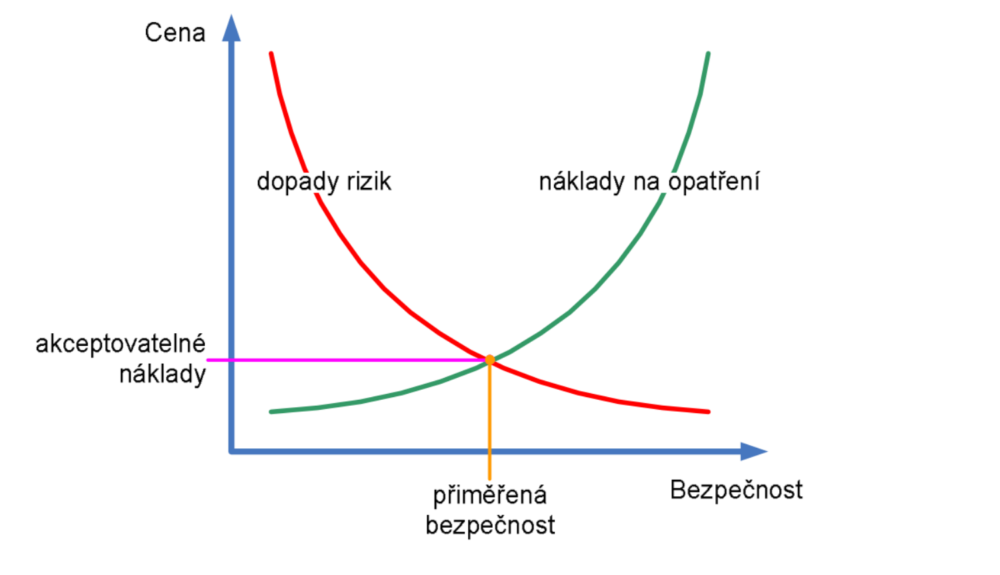 Cena
dopady rizik
náklady na opatření
akceptovatelné
náklady
Bezpečnost
přiměřená
bezpečnost